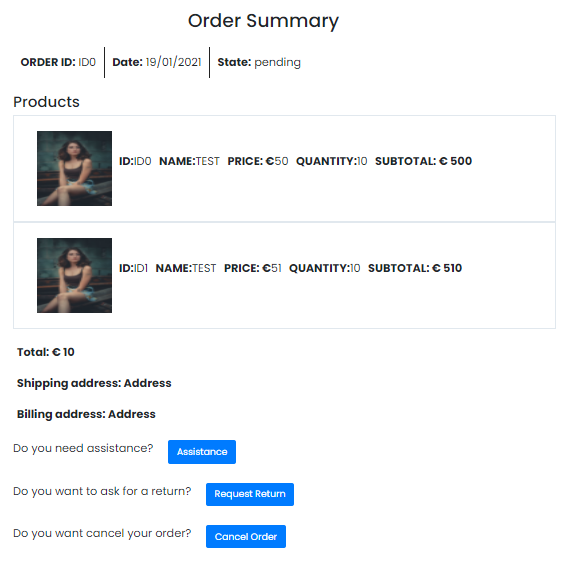 Order Summary
ORDER ID: ID0 Date: 19/01/2021 State: pending
Products
ID:ID0 NAME:TEST PRICE: €50 QUANTITY:10 SUBTOTAL: € 500
ID:ID1 NAME:TEST PRICE: €51 QUANTITY:10 SUBTOTAL: € 510
Total: € 10
Shipping address: Address
Billing address: Address
Do you need assistance? Assistance
Do you want to ask for a return? Request Return
Do you want cancel your order? Cancel Order